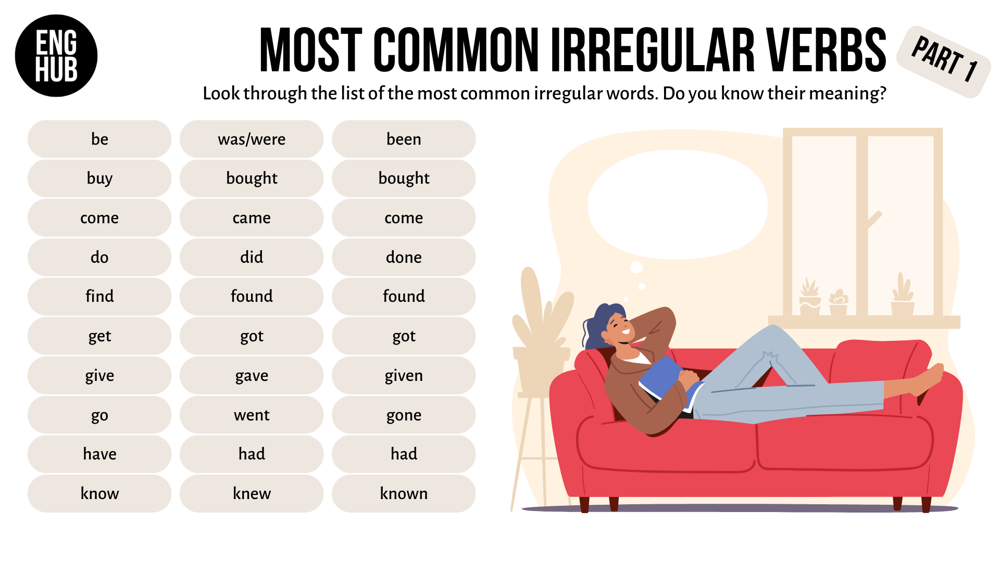 ENG
HUB
MOST COMMON IRREGULAR VERBS
PART 1
Look through the list of the most common irregular words. Do you know their meaning?
be was/were been
buy bought bought
come came come
do did done
find found found
get got got
give gave given
go went gone
have had had
know knew known